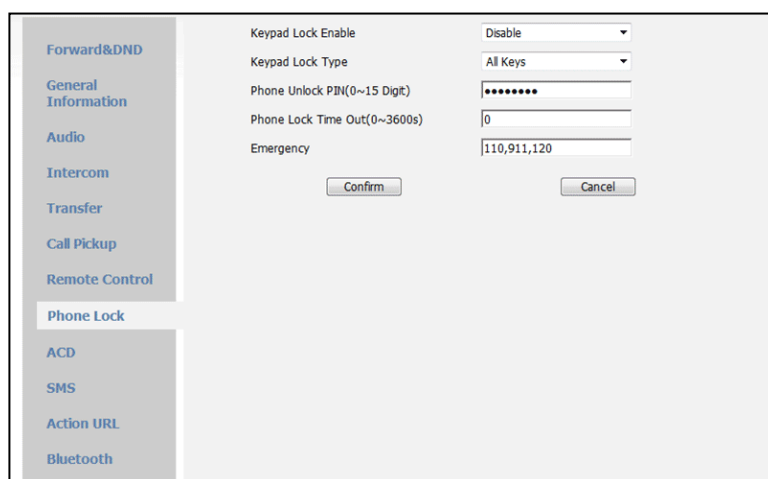 Forward&DND
General
Information
Audio
Intercom
Transfer
Call Pickup
Remote Control
Phone Lock
ACD
SMS
Action URL
Bluetooth
Keypad Lock Enable Disable
Keypad Lock Type All Keys
Phone Unlock PIN(0~15 Digit) ••••••••
Phone Lock Time Out(0~3600s) 0
Emergency 110,911,120
Confirm Cancel